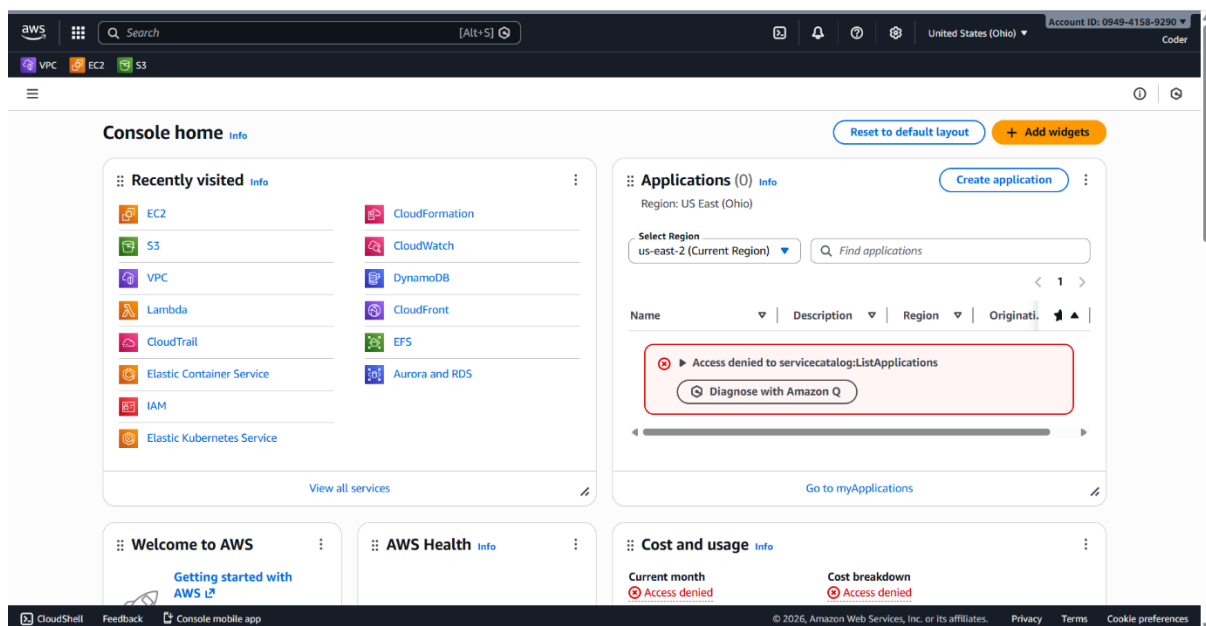 aws
Search [Alt+S]
United States (Ohio) ▼
Account ID: 0949-4158-9290 ▼
Coder
VPC EC2 S3
Console home Info
Reset to default layout
+ Add widgets
Recently visited Info
EC2
S3
VPC
Lambda
CloudTrail
Elastic Container Service
IAM
Elastic Kubernetes Service
CloudFormation
CloudWatch
DynamoDB
CloudFront
EFS
Aurora and RDS
View all services
Applications (0) Info
Create application
Region: US East (Ohio)
Select Region
us-east-2 (Current Region)
Find applications
1
Name Description Region Originati.
Access denied to servicecatalog:ListApplications
Diagnose with Amazon Q
Go to myApplications
Welcome to AWS
Getting started with
AWS
AWS Health Info
Cost and usage Info
Current month
Access denied
Cost breakdown
Access denied
CloudShell Feedback Console mobile app
© 2026, Amazon Web Services, Inc. or its affiliates. Privacy Terms Cookie preferences